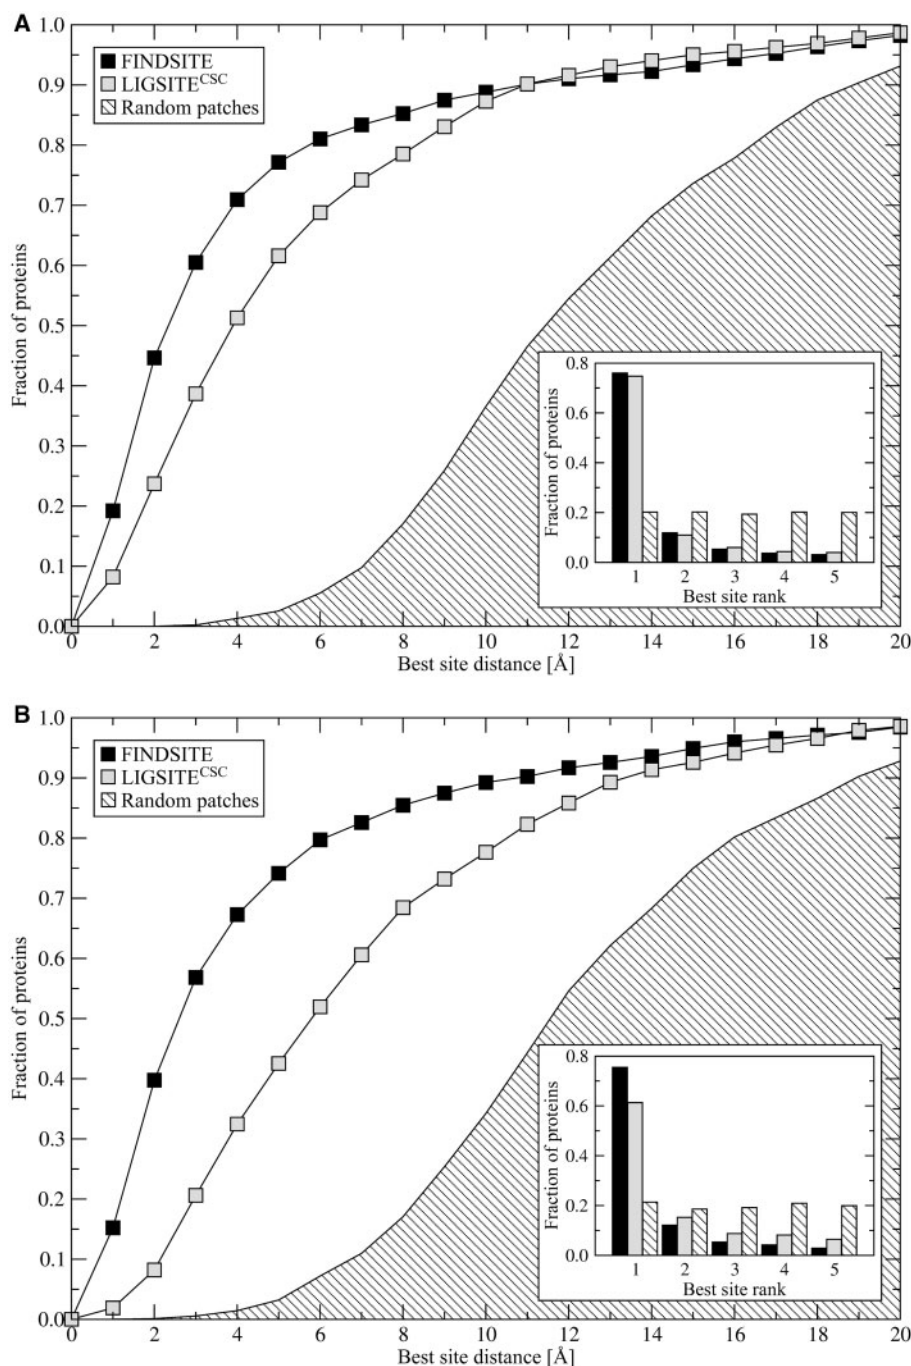 A
1.0
0.9
0.8
0.7
0.6
0.5
0.4
0.3
0.2
0.1
0.0
Fraction of proteins
FINDSITE
LIGSITE^CSC
Random patches
0 2 4 6 8 10 12 14 16 18 20
Best site distance [Å]
0.8
0.6
0.4
0.2
0.0
Fraction of proteins
1 2 3 4 5
Best site rank
B
1.0
0.9
0.8
0.7
0.6
0.5
0.4
0.3
0.2
0.1
0.0
Fraction of proteins
FINDSITE
LIGSITE^CSC
Random patches
0 2 4 6 8 10 12 14 16 18 20
Best site distance [Å]
0.8
0.6
0.4
0.2
0.0
Fraction of proteins
1 2 3 4 5
Best site rank